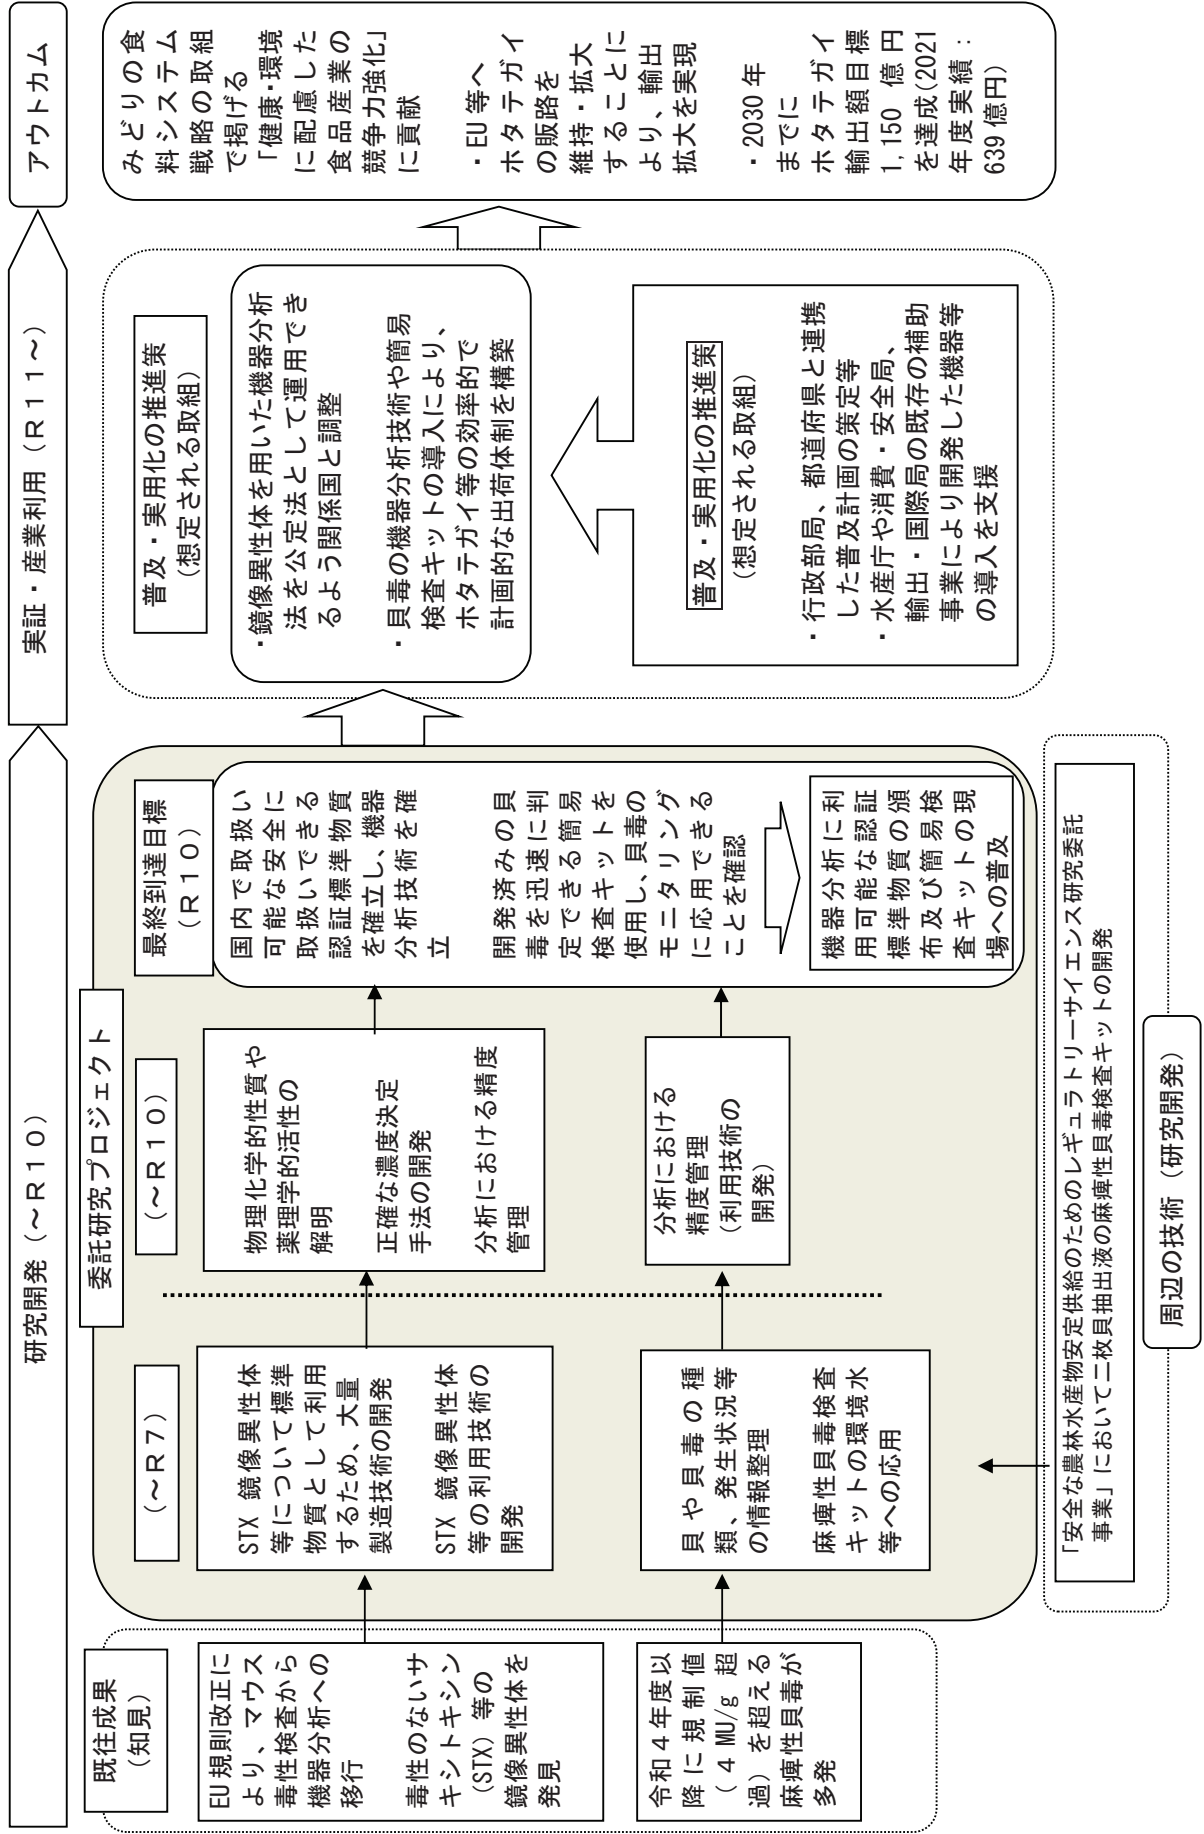 研究開発（～Ｒ１０）
実証・産業利用（Ｒ１１～）
アウトカム
既往成果
（知見）
EU規則改正に
より、マウス
毒性検査から
機器分析への
移行
毒性のないサ
キシトキシン
（STX）等の
鏡像異性体を
発見
令和４年度以
降に規制値
（４ MU/g 超
過）を超える
麻痺性貝毒が
多発
委託研究プロジェクト
（～Ｒ７）
STX 鏡像異性体
等について標準
物質として利用
するため、大量
製造技術の開発
STX 鏡像異性体
等の利用技術の
開発
貝や貝毒の種
類、発生状況等
の情報整理
麻痺性貝毒検査
キットの環境水
等への応用
（～Ｒ１０）
物理化学的性質や
薬理学的活性の
解明
正確な濃度決定
手法の開発
分析における精度
管理
分析における
精度管理
（利用技術の
開発）
最終到達目標
（Ｒ１０）
国内で取扱い
可能な安全に
取扱いできる
認証標準物質
を確立し、機器
分析技術を確
立
開発済みの貝
毒を迅速に判
定できる簡易
検査キットを
使用し、貝毒の
モニタリング
に応用できる
ことを確認
機器分析に利
用可能な認証
標準物質の頒
布及び簡易検
査キットの現
場への普及
「安全な農林水産物安定供給のためのレギュラトリーサイエンス研究委託
事業」において二枚貝抽出液の麻痺性貝毒検査キットの開発
周辺の技術（研究開発）
普及・実用化の推進策
（想定される取組）
・鏡像異性体を用いた機器分析
法を公定法として運用でき
るよう関係国と調整
・貝毒の機器分析技術や簡易
検査キットの導入により、
ホタテガイ等の効率的で
計画的な出荷体制を構築
普及・実用化の推進策
（想定される取組）
・行政部局、都道府県と連携
した普及計画の策定等
・水産庁や消費・安全局、
輸出・国際局の既存の補助
事業により開発した機器等
の導入を支援
みどりの食
料システム
戦略の取組
で掲げる
「健康・環境
に配慮した
食品産業の
競争力強化」
に貢献
・EU 等へ
ホタテガイ
の販路を
維持・拡大
することに
より、輸出
拡大を実現
・2030 年
までに
ホタテガイ
輸出額目標
1,150 億円
を達成(2021
年度実績：
639億円)